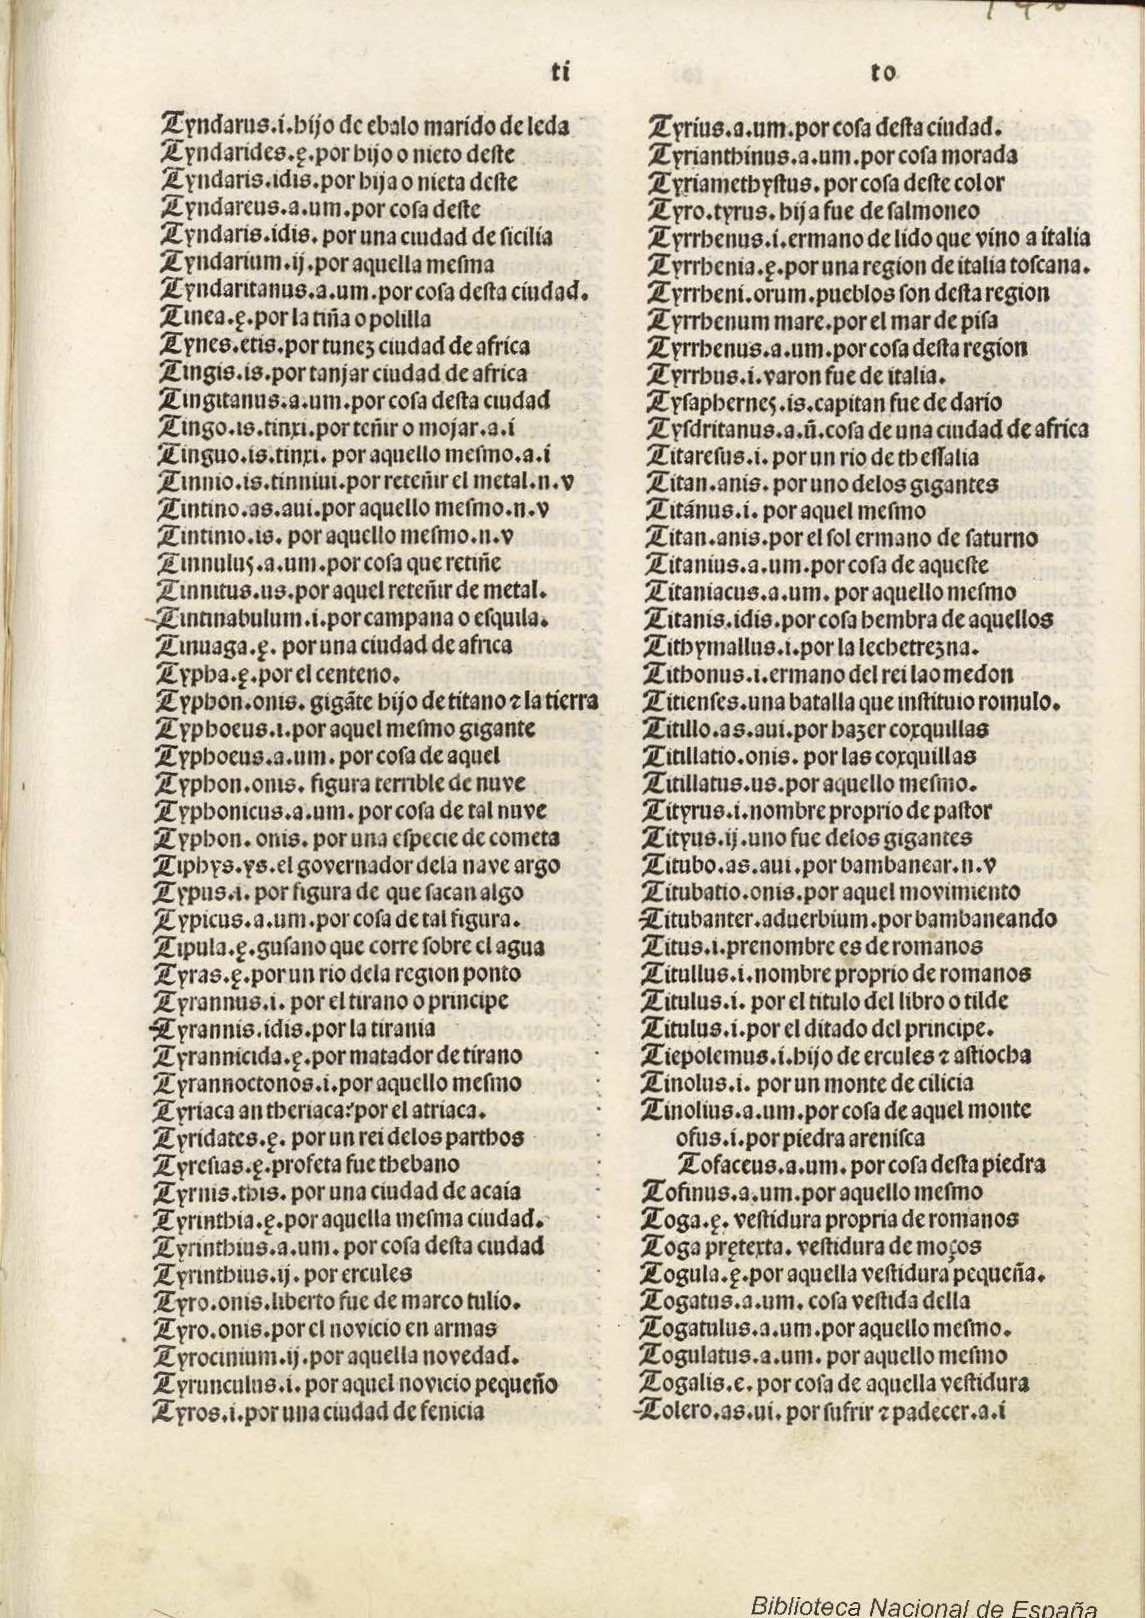 ti
to
Tyndarus.i.hijo de ebalo marido de leda
Tyndarides.ę.por hijo o nieto deste
Tyndaris.idis.por hija o nieta deste
Tyndareus.a.um.por cosa deste
Tyndaris.idis. por una ciudad de sicilia
Tyndarium.ij.por aquella mesma
Tyndaritanus.a.um.por cosa desta ciudad.
Tinea.ę.por la tiña o polilla
Tynes.etis.por tunez ciudad de africa
Tingis.is.por tanjar ciudad de africa
Tingitanus.a.um.por cosa desta ciudad
Tingo.is.tinxi.por teñir o mojar.a.i
Tinguo.is.tinxi. por aquello mesmo.a.i
Tinnio.is.tinniui.por reteñir el metal.n.v
Tintino.as.aui.por aquello mesmo.n.v
Tintinio.is. por aquello mesmo.n.v
Tinnulus.a.um.por cosa que retiñe
Tinnitus.us.por aquel reteñir de metal.
Tintinabulum.i.por campana o esquila.
Tinuaga.ę. por una ciudad de africa
Typha.ę.por el centeno.
Typhon.onis. gigāte hijo de titano ⁊ la tierra
Typhoeus.i.por aquel mesmo gigante
Typhoeus.a.um. por cosa de aquel
Typhon.onis. figura terrible de nuve
Typhonicus.a.um. por cosa de tal nuve
Typhon. onis. por una especie de cometa
Tiphys.ys.el governador dela nave argo
Typus.i. por figura de que sacan algo
Typicus.a.um.por cosa de tal figura.
Tipula.ę.gusano que corre sobre el agua
Tyras.ę.por un rio dela region ponto
Tyrannus.i. por el tirano o principe
Tyrannis.idis.por la tirania
Tyrannicida.ę.por matador de tirano
Tyrannoctonos.i.por aquello mesmo
Tyriaca an theriaca?por el atriaca.
Tyridates.ę. por un rei delos parthos
Tyresias.ę.profeta fue thebano
Tyrnis.this. por una ciudad de acaia
Tyrinthia.ę.por aquella mesma ciudad.
Tyrinthius.a.um. por cosa desta ciudad
Tyrinthius.ij. por ercules
Tyro.onis.liberto fue de marco tulio.
Tyro.onis.por el novicio en armas
Tyrocinium.ij.por aquella novedad.
Tyrunculus.i. por aquel novicio pequeño
Tyros.i.por una ciudad de fenicia
Tyrius.a.um.por cosa desta ciudad.
Tyrianthinus.a.um.por cosa morada
Tyriamethystus. por cosa deste color
Tyro.tyrus. hija fue de salmoneo
Tyrrhenus.i.ermano de lido que vino a italia
Tyrrhenia.ę.por una region de italia toscana.
Tyrrheni.orum.pueblos son desta region
Tyrrhenum mare.por el mar de pisa
Tyrrhenus.a.um.por cosa desta region
Tyrrhus.i.varon fue de italia.
Tysaphernes.is.capitan fue de dario
Tysdritanus.a.ū.cosa de una ciudad de africa
Titaresus.i. por un rio de thessalia
Titan.anis. por uno delos gigantes
Titánus.i. por aquel mesmo
Titan.anis.por el sol ermano de saturno
Titanius.a.um.por cosa de aqueste
Titaniacus.a.um. por aquello mesmo
Titanis.idis.por cosa hembra de aquellos
Tithymallus.i.por la lechetrezna.
Tithonus.i.ermano del rei laomedon
Titienses.una batalla que instituio romulo.
Titillo.as.aui.por hazer coxquillas
Titillatio.onis. por las coxquillas
Titillatus.us.por aquello mesmo.
Tityrus.i.nombre proprio de pastor
Tityus.ij.uno fue delos gigantes
Titubo.as.aui.por bambanear.n.v
Titubatio.onis.por aquel movimiento
Titubanter.aduerbium.por bambaneando
Titus.i.prenombre es de romanos
Titullus.i.nombre proprio de romanos
Titulus.i. por el titulo del libro o tilde
Titulus.i.por el ditado del principe.
Tiepolemus.i.hijo de ercules ⁊ astiocha
Tinolus.i. por un monte de cilicia
Tinolius.a.um.por cosa de aquel monte
ofus.i.por piedra arenisca
Tofaceus.a.um. por cosa desta piedra
Tofinus.a.um.por aquello mesmo
Toga.ę. vestidura propria de romanos
Toga prętexta. vestidura de moços
Togula.ę.por aquella vestidura pequeña.
Togatus.a.um. cosa vestida della
Togatulus.a.um.por aquello mesmo.
Togulatus.a.um. por aquello mesmo
Togalis.e. por cosa de aquella vestidura
Tolero.as.ui. por sufrir ⁊ padecer.a.i
Biblioteca Nacional de España